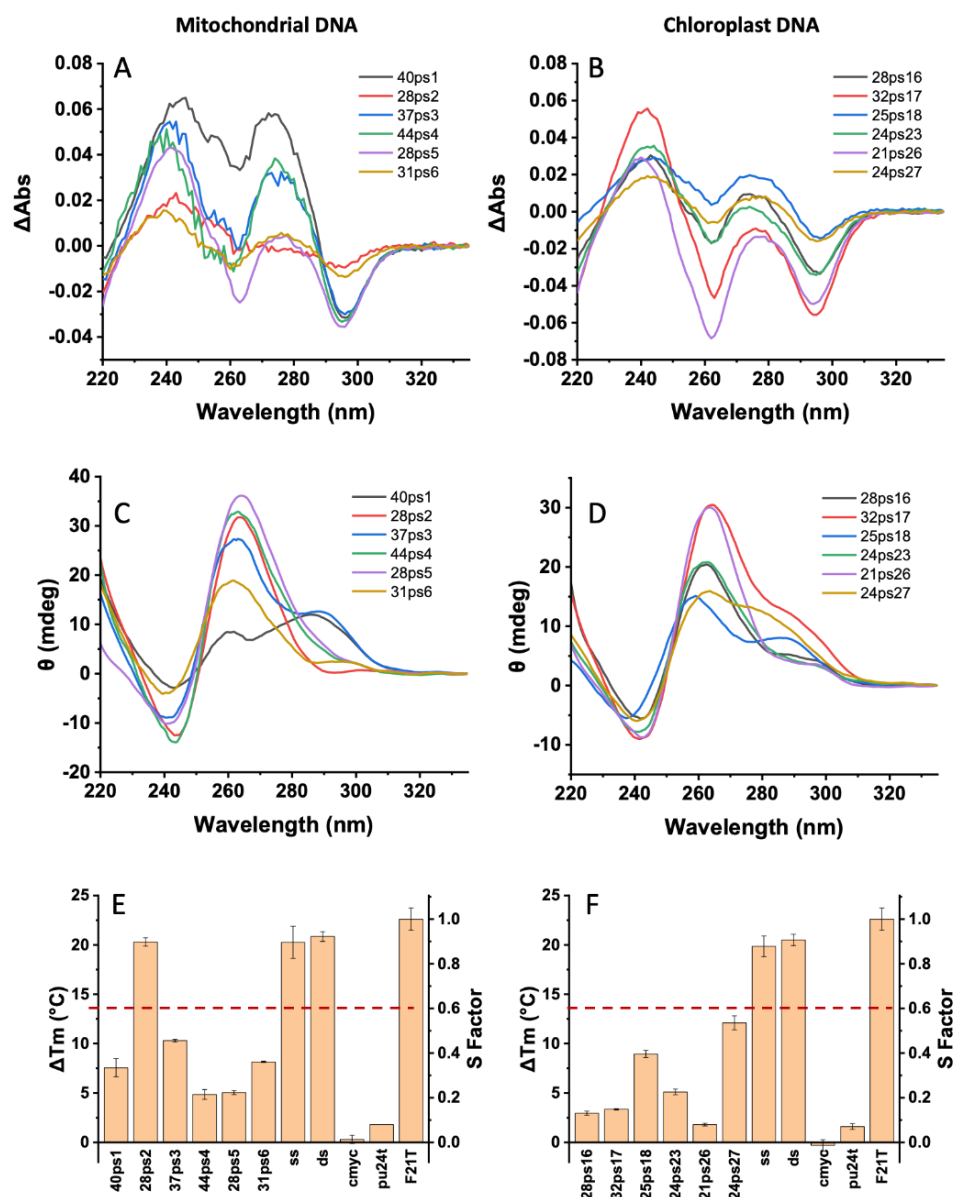 Mitochondrial DNA
Chloroplast DNA
A
0.08
0.06
0.04
0.02
0.00
-0.02
-0.04
ΔAbs
40ps1
28ps2
37ps3
44ps4
28ps5
31ps6
220 240 260 280 300 320
Wavelength (nm)
B
0.08
0.06
0.04
0.02
0.00
-0.02
-0.04
-0.06
-0.08
ΔAbs
28ps16
32ps17
25ps18
24ps23
21ps26
24ps27
220 240 260 280 300 320
Wavelength (nm)
C
40
30
20
10
0
-10
-20
θ (mdeg)
40ps1
28ps2
37ps3
44ps4
28ps5
31ps6
220 240 260 280 300 320
Wavelength (nm)
D
30
20
10
0
-10
θ (mdeg)
28ps16
32ps17
25ps18
24ps23
21ps26
24ps27
220 240 260 280 300 320
Wavelength (nm)
E
25
20
15
10
5
0
ΔTm (°C)
1.0
0.8
0.6
0.4
0.2
0.0
S Factor
40ps1 28ps2 37ps3 44ps4 28ps5 31ps6 ss ds cmyc pu24t F21T
F
25
20
15
10
5
0
ΔTm (°C)
1.0
0.8
0.6
0.4
0.2
0.0
S Factor
28ps16 32ps17 25ps18 24ps23 21ps26 24ps27 ss ds cmyc pu24t F21T